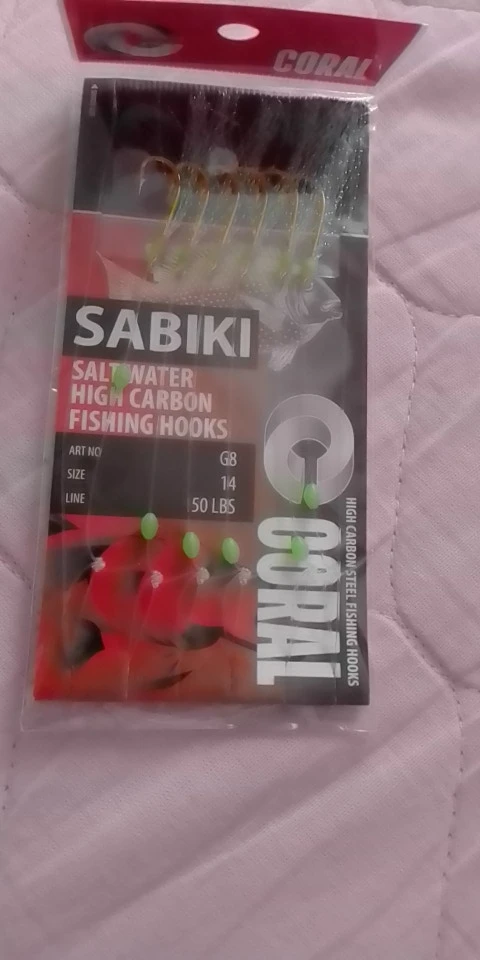 CORAL
SABIKI
SALTWATER
HIGH CARBON
FISHING HOOKS
ART NO G8
SIZE 14
LINE 50 LBS
CORAL
HIGH CARBON STEEL FISHING HOOKS